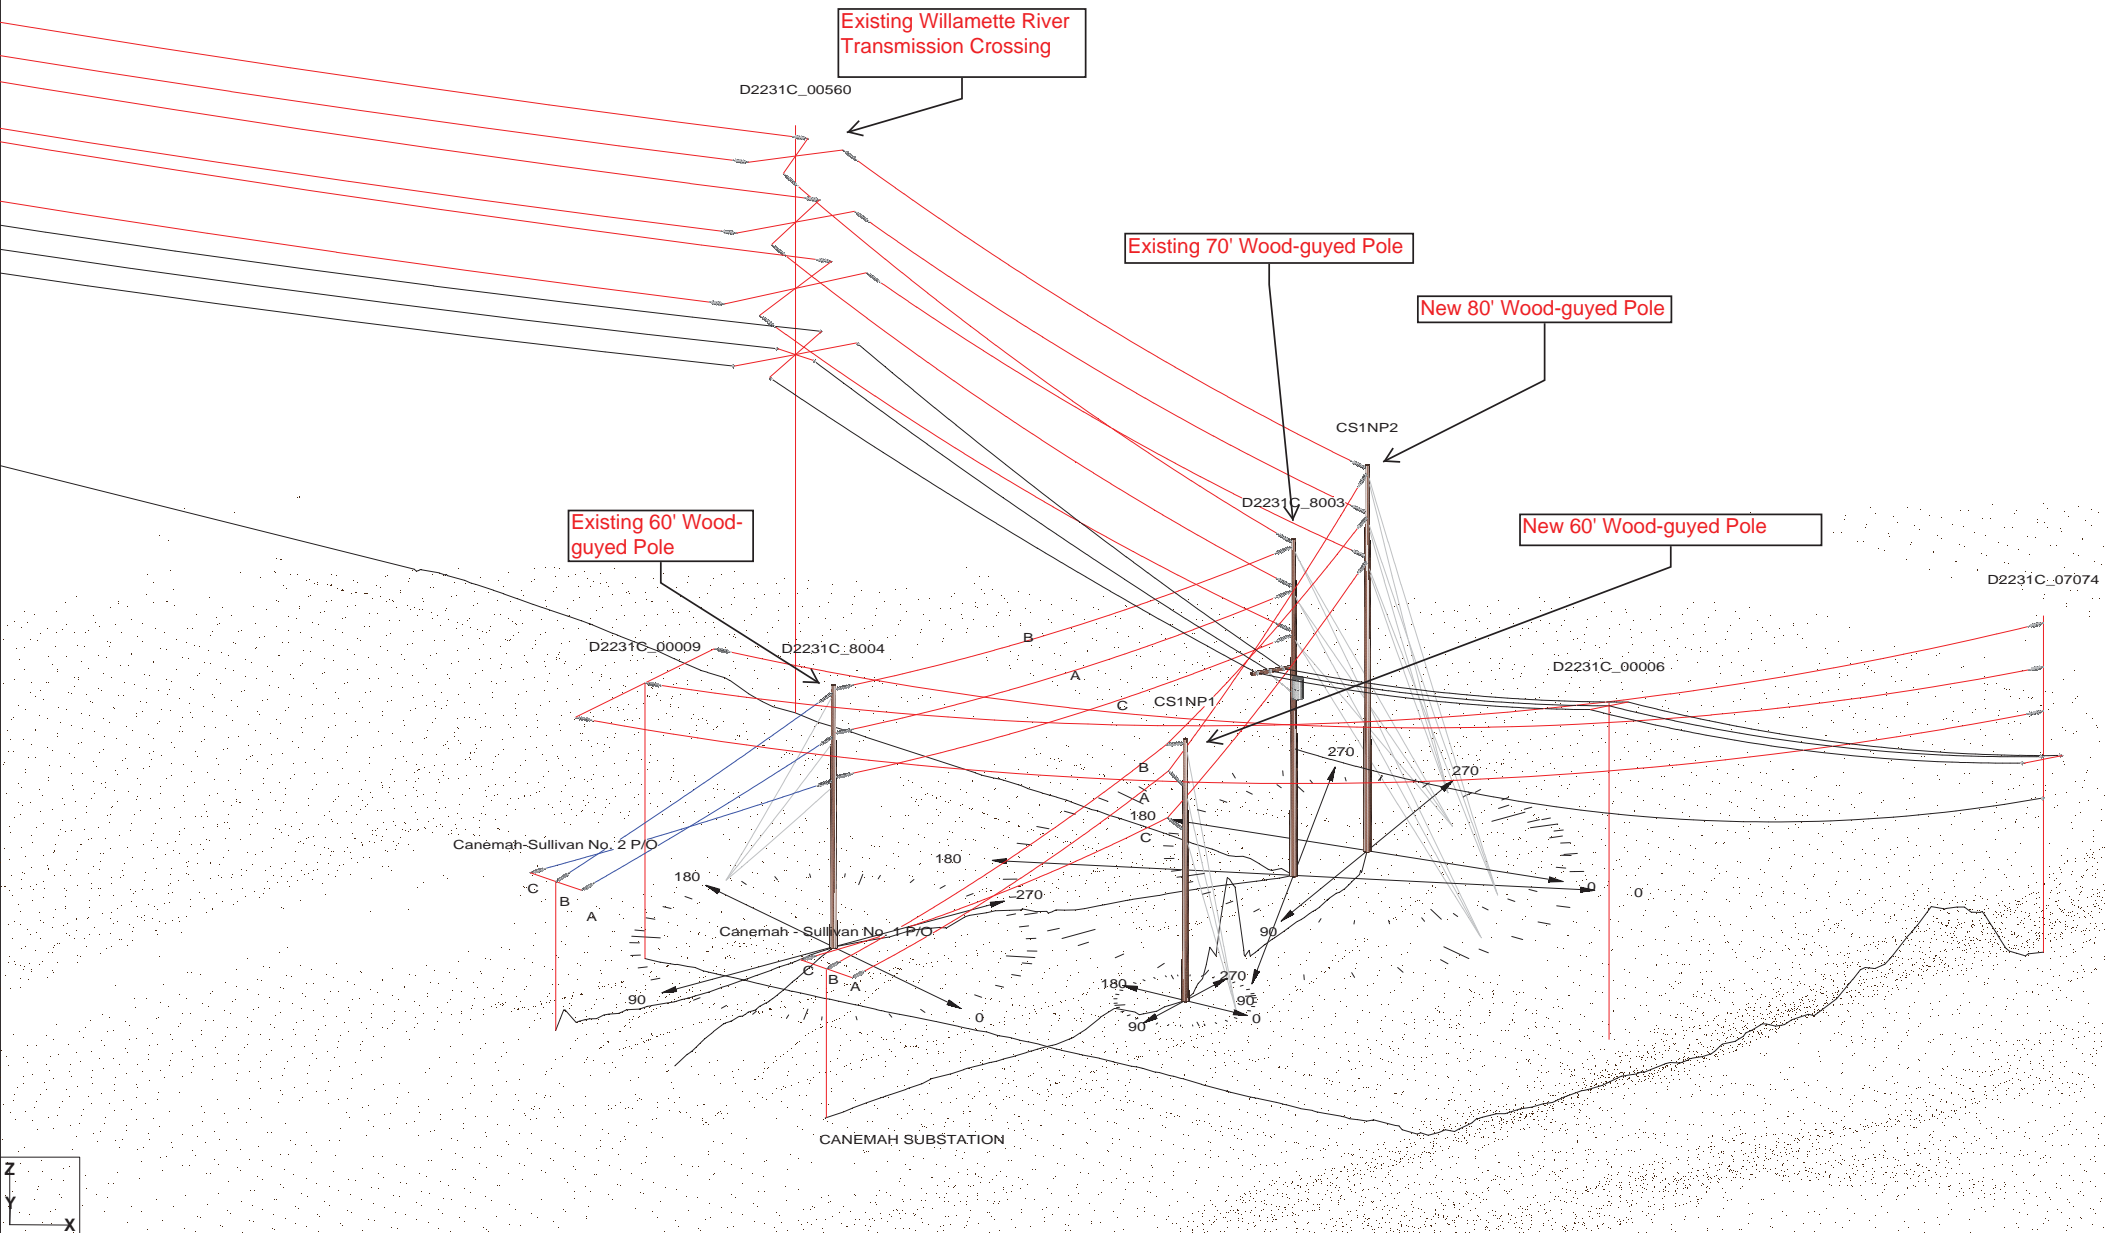 Existing Willamette River
Transmission Crossing
D2231C_00560
Existing 70' Wood-guyed Pole
New 80' Wood-guyed Pole
CS1NP2
D2231C_8003
Existing 60' Wood-
guyed Pole
New 60' Wood-guyed Pole
D2231C_07074
D2231C_00009
D2231C_8004
B
A
C
D2231C_00006
CS1NP1
270
270
B
A
180
C
Canemah-Sullivan No. 2 P/O
180
180
C
B
A
270
0
0
Canemah - Sullivan No. 1 P/O
90
C
B
A
180
270
90
90
0
90
0
CANEMAH SUBSTATION
Z
Y
X